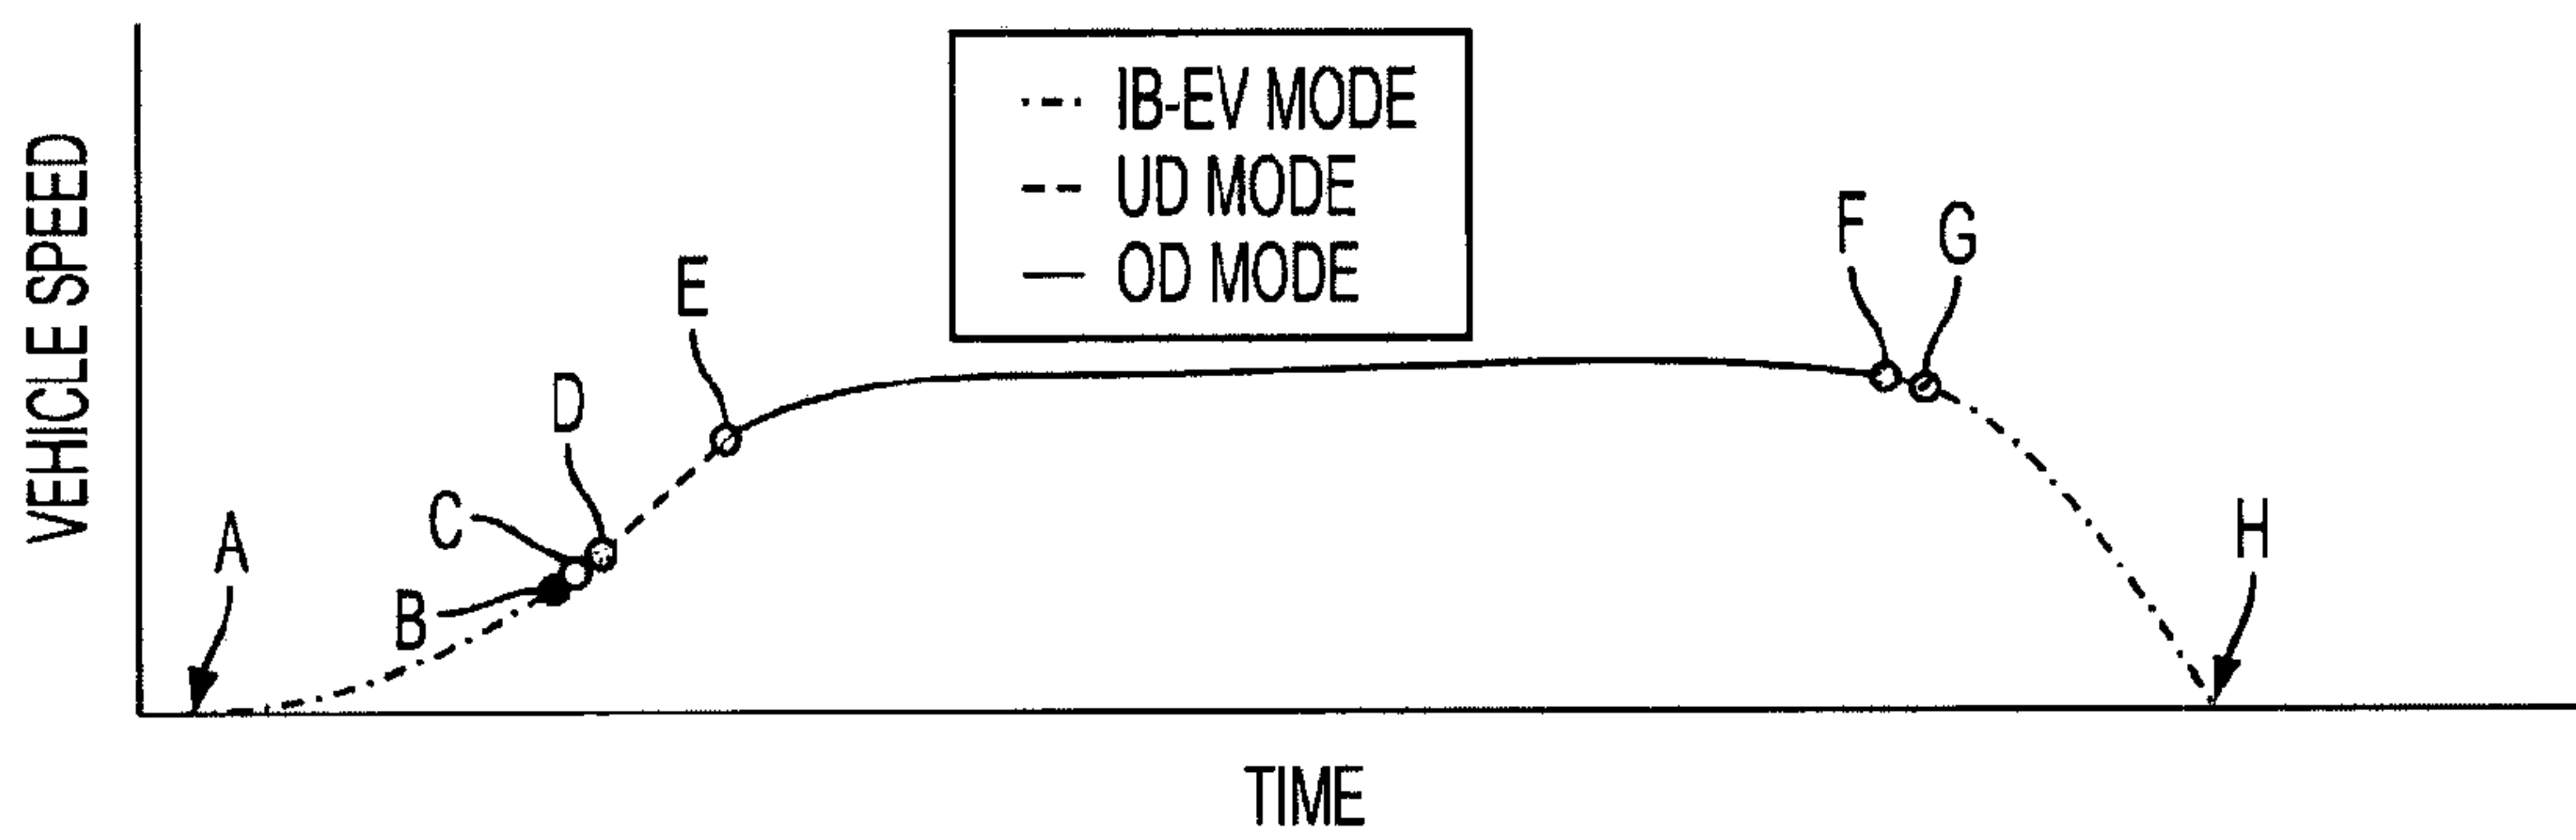 VEHICLE SPEED
IB-EV MODE
UD MODE
OD MODE
A
B
C
D
E
F
G
H
TIME